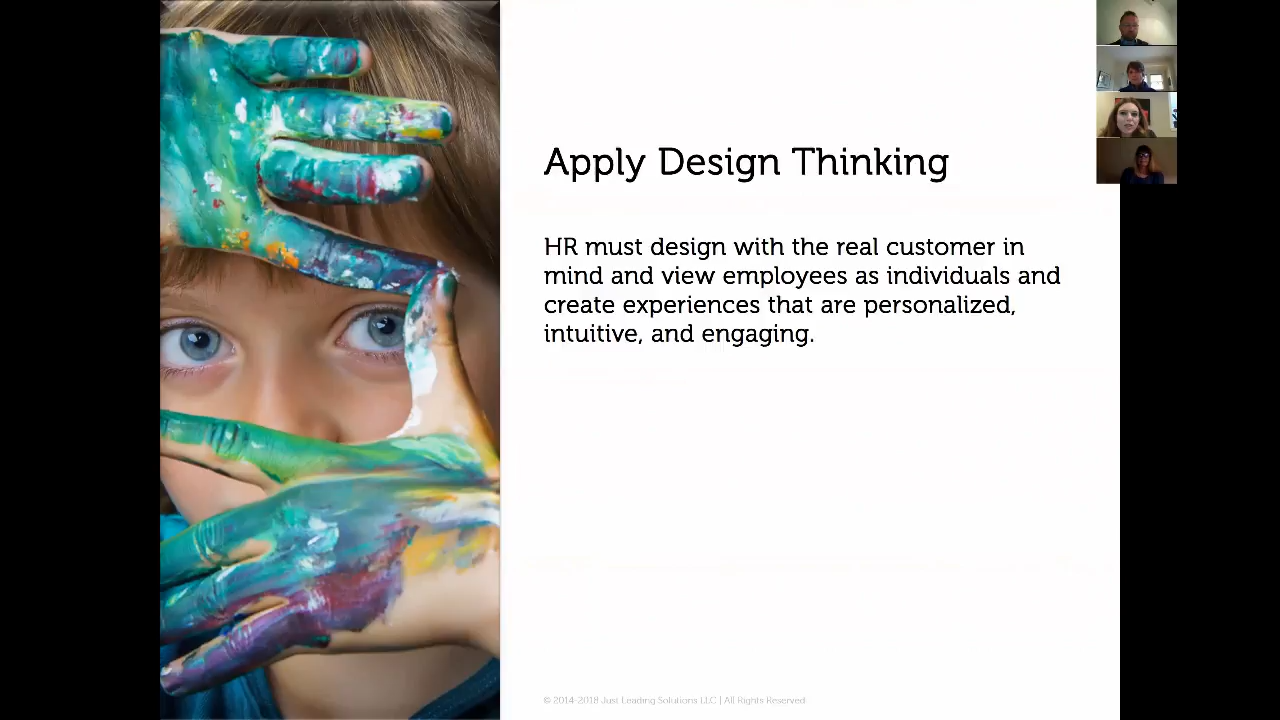 Apply Design Thinking
HR must design with the real customer in
mind and view employees as individuals and
create experiences that are personalized,
intuitive, and engaging.
© 2014-2018 Just Leading Solutions LLC | All Rights Reserved